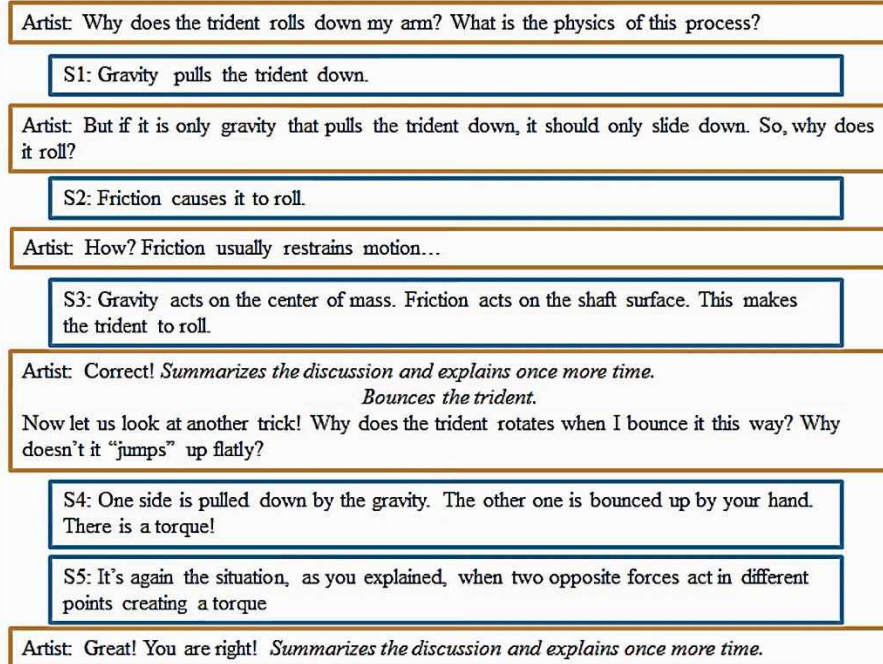 Artist: Why does the trident rolls down my arm? What is the physics of this process?
S1: Gravity pulls the trident down.
Artist: But if it is only gravity that pulls the trident down, it should only slide down. So, why does
it roll?
S2: Friction causes it to roll.
Artist: How? Friction usually restrains motion…
S3: Gravity acts on the center of mass. Friction acts on the shaft surface. This makes
the trident to roll.
Artist: Correct! Summarizes the discussion and explains once more time.
Bounces the trident.
Now let us look at another trick! Why does the trident rotates when I bounce it this way? Why
doesn’t it “jumps” up flatly?
S4: One side is pulled down by the gravity. The other one is bounced up by your hand.
There is a torque!
S5: It’s again the situation, as you explained, when two opposite forces act in different
points creating a torque
Artist: Great! You are right! Summarizes the discussion and explains once more time.